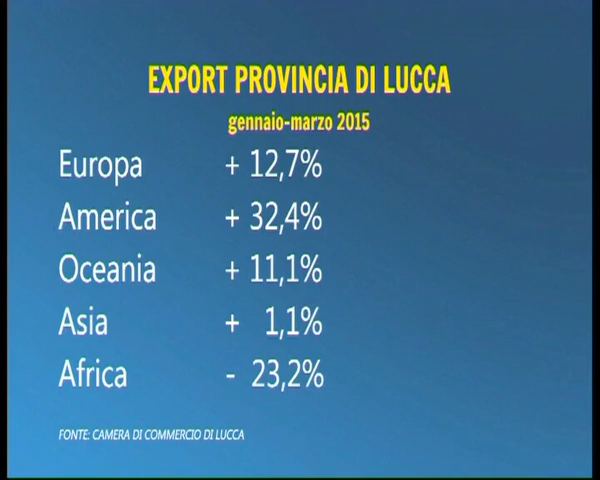 EXPORT PROVINCIA DI LUCCA
gennaio-marzo 2015
Europa + 12,7%
America + 32,4%
Oceania + 11,1%
Asia + 1,1%
Africa - 23,2%
FONTE: CAMERA DI COMMERCIO DI LUCCA